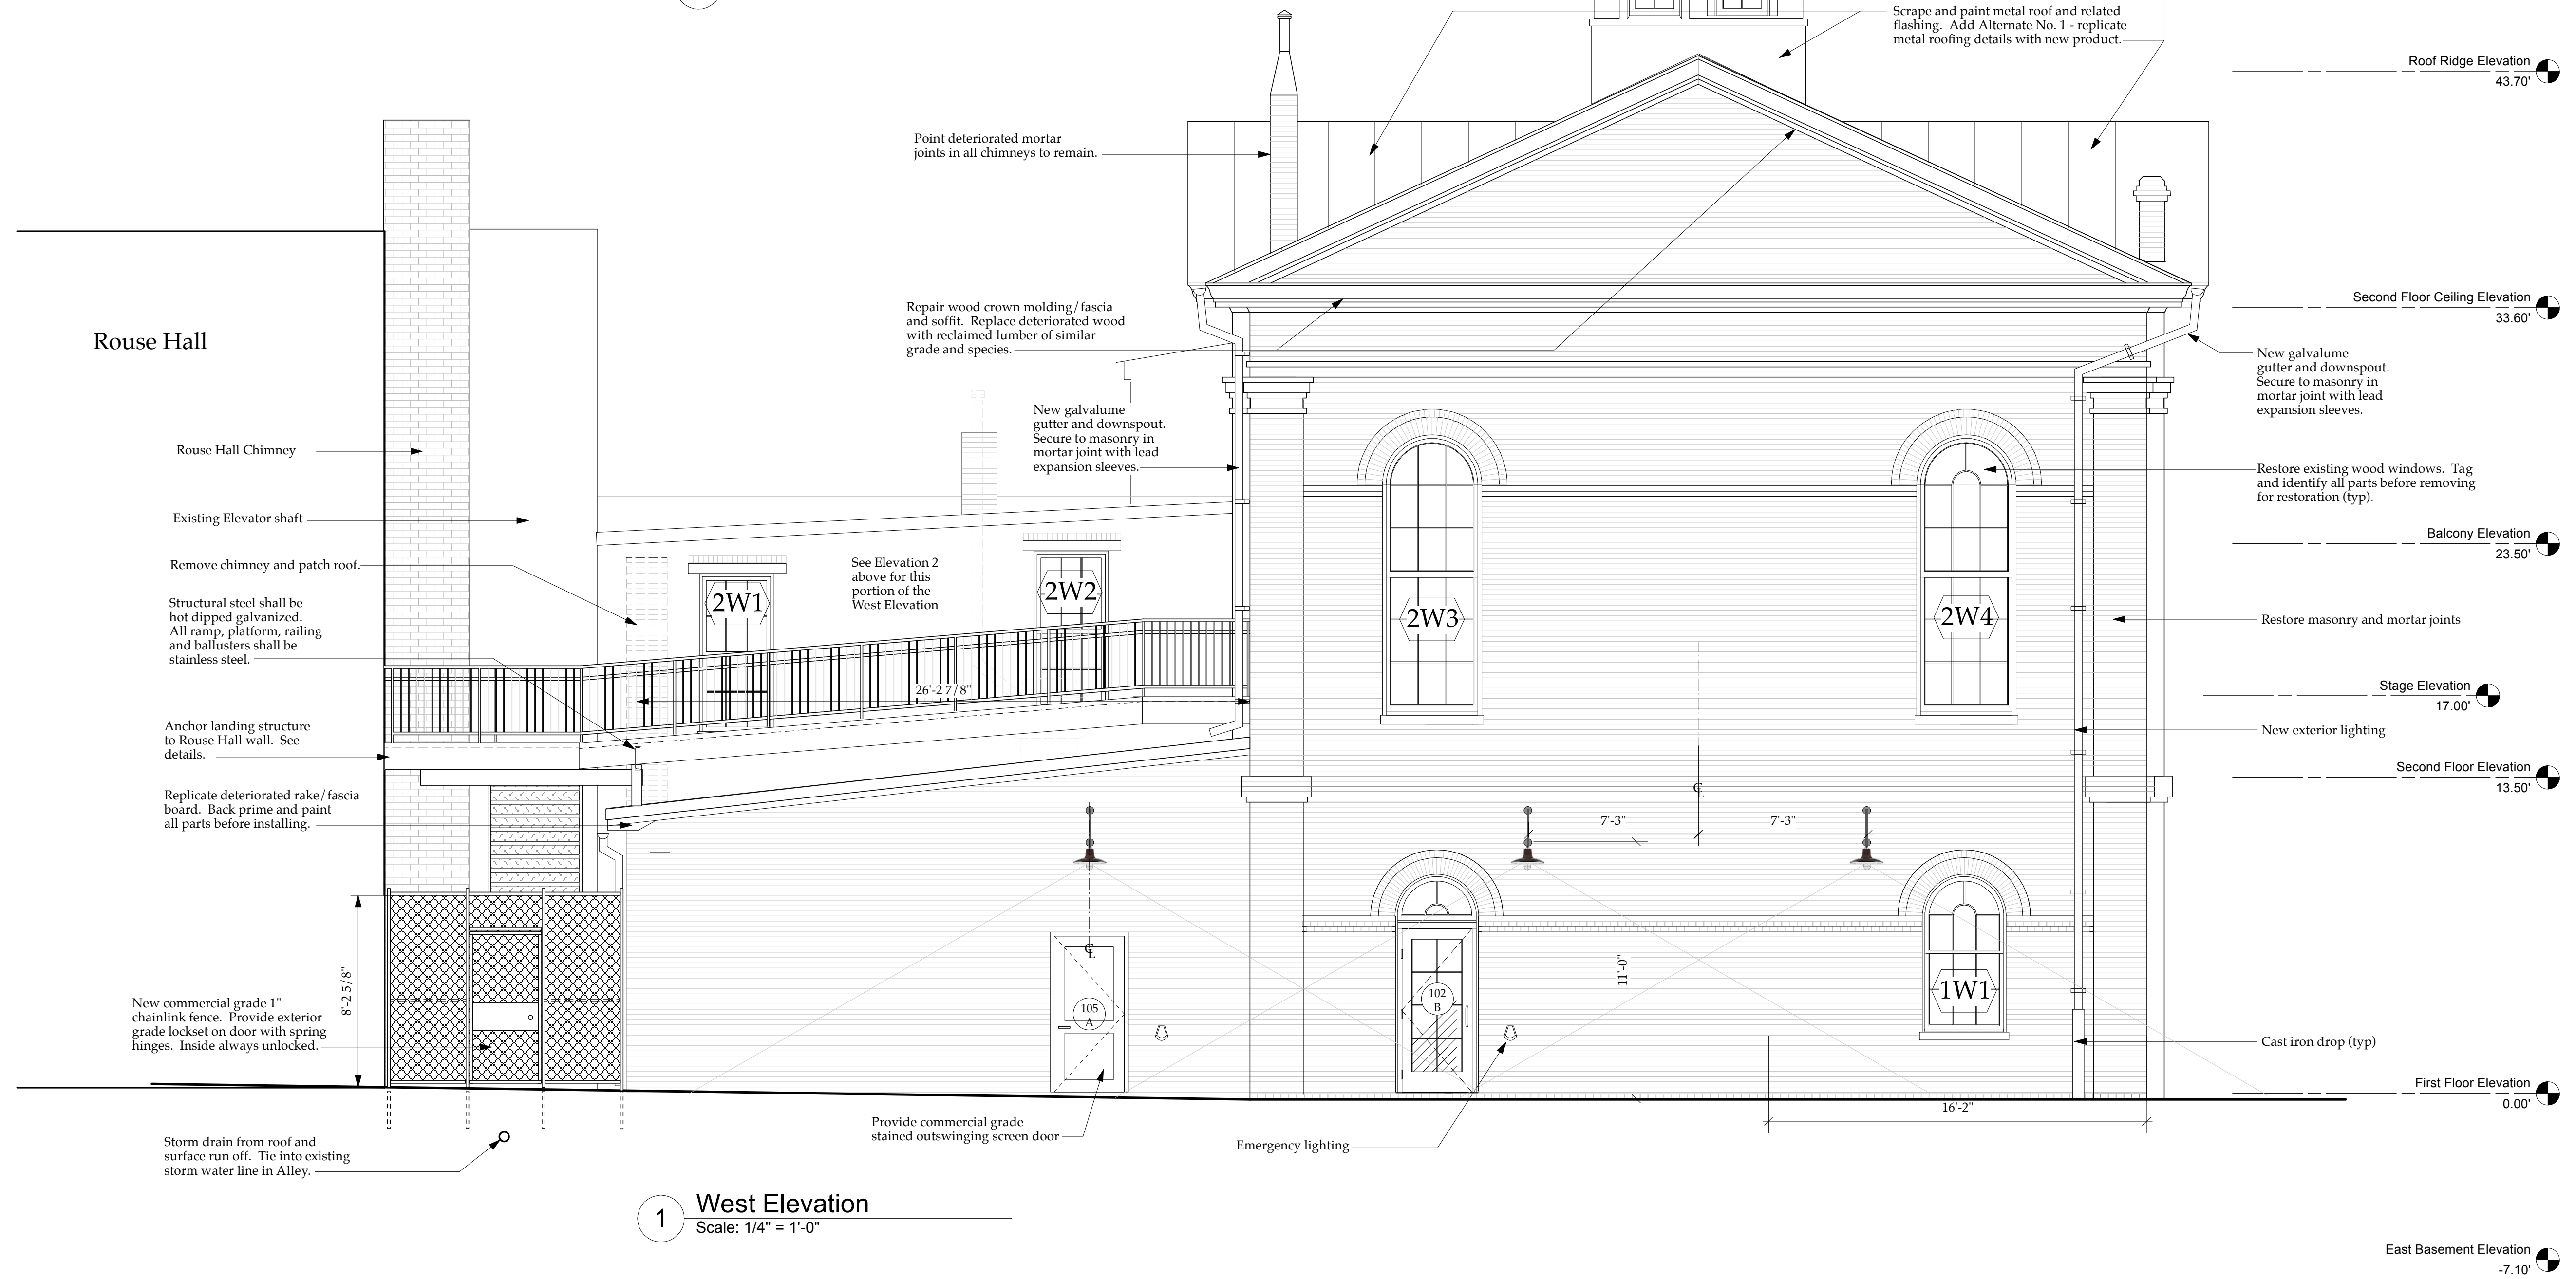 Scrape and paint metal roof and related
flashing.  Add Alternate No. 1 - replicate
metal roofing details with new product.
Roof Ridge Elevation
43.70'
Point deteriorated mortar
joints in all chimneys to remain.
Second Floor Ceiling Elevation
33.60'
Repair wood crown molding/fascia
and soffit.  Replace deteriorated wood
with reclaimed lumber of similar
grade and species.
Rouse Hall
New galvalume
gutter and downspout.
Secure to masonry in
mortar joint with lead
expansion sleeves.
New galvalume
gutter and downspout.
Secure to masonry in
mortar joint with lead
expansion sleeves.
Rouse Hall Chimney
Restore existing wood windows.  Tag
and identify all parts before removing
for restoration (typ).
Existing Elevator shaft
Balcony Elevation
23.50'
Remove chimney and patch roof.
See Elevation 2
above for this
portion of the
West Elevation
2W1
2W2
2W3
2W4
Structural steel shall be
hot dipped galvanized.
All ramp, platform, railing
and ballusters shall be
stainless steel.
Restore masonry and mortar joints
26'-2 7/8"
Stage Elevation
17.00'
Anchor landing structure
to Rouse Hall wall.  See
details.
New exterior lighting
Second Floor Elevation
13.50'
Replicate deteriorated rake/fascia
board.  Back prime and paint
all parts before installing.
CL
7'-3"
7'-3"
CL
11'-0"
8'-2 5/8"
105
A
102
B
1W1
New commercial grade 1"
chainlink fence.  Provide exterior
grade lockset on door with spring
hinges.  Inside always unlocked.
Cast iron drop (typ)
First Floor Elevation
0.00'
16'-2"
Provide commercial grade
stained outswinging screen door
Emergency lighting
Storm drain from roof and
surface run off.  Tie into existing
storm water line in Alley.
1
West Elevation
Scale: 1/4" = 1'-0"
East Basement Elevation
-7.10'